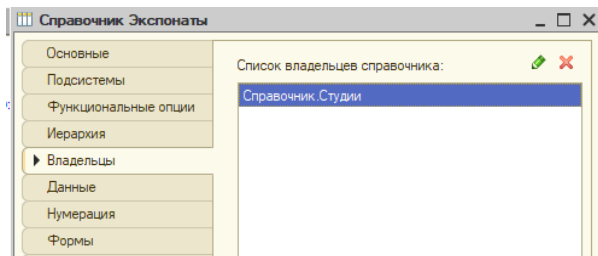 Справочник Экспонаты
Основные
Подсистемы
Функциональные опции
Иерархия
Владельцы
Данные
Нумерация
Формы
Список владельцев справочника:
Справочник.Студии